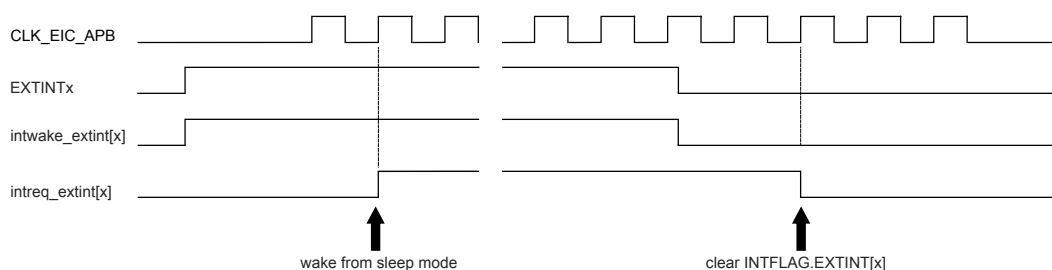 CLK_EIC_APB
EXTINTx
intwake_extint[x]
intreq_extint[x]
wake from sleep mode
clear INTFLAG.EXTINT[x]